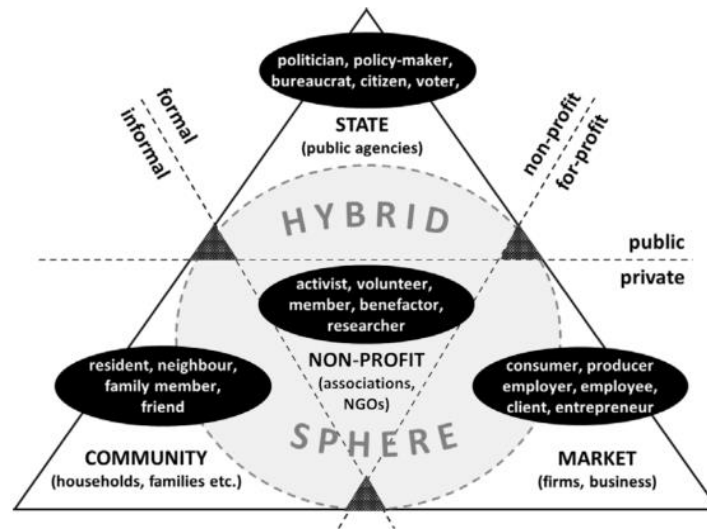 politician, policy-maker,
bureaucrat, citizen, voter,
STATE
(public agencies)
formal
informal
non-profit
for-profit
HYBRID
public
private
activist, volunteer,
member, benefactor,
researcher
NON-PROFIT
(associations,
NGOs)
resident, neighbour,
family member,
friend
consumer, producer
employer, employee,
client, entrepreneur
SPHERE
COMMUNITY
(households, families etc.)
MARKET
(firms, business)